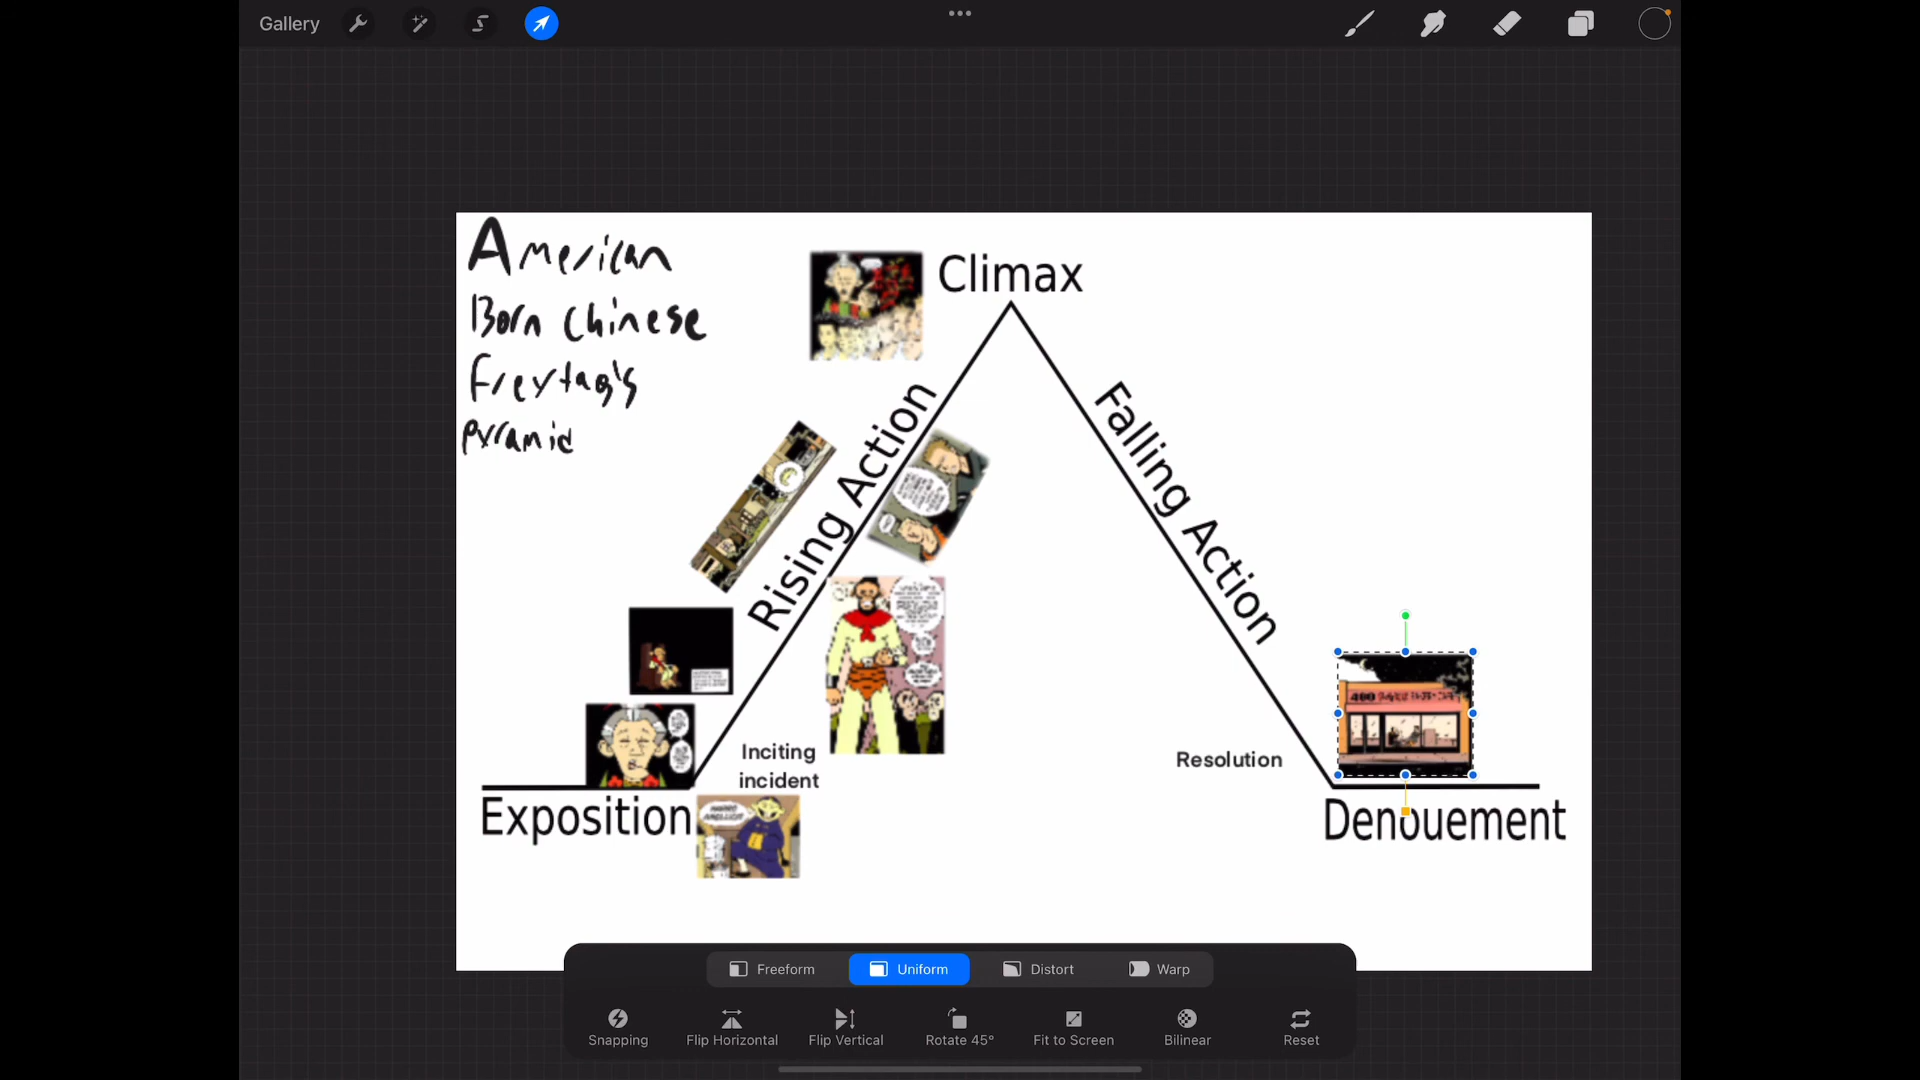 Gallery
American
Born Chinese
Freytag's
Pyramid
Climax
Rising Action
Falling Action
Inciting
incident
Resolution
Exposition
Denouement
Freeform
Uniform
Distort
Warp
Snapping
Flip Horizontal
Flip Vertical
Rotate 45°
Fit to Screen
Bilinear
Reset